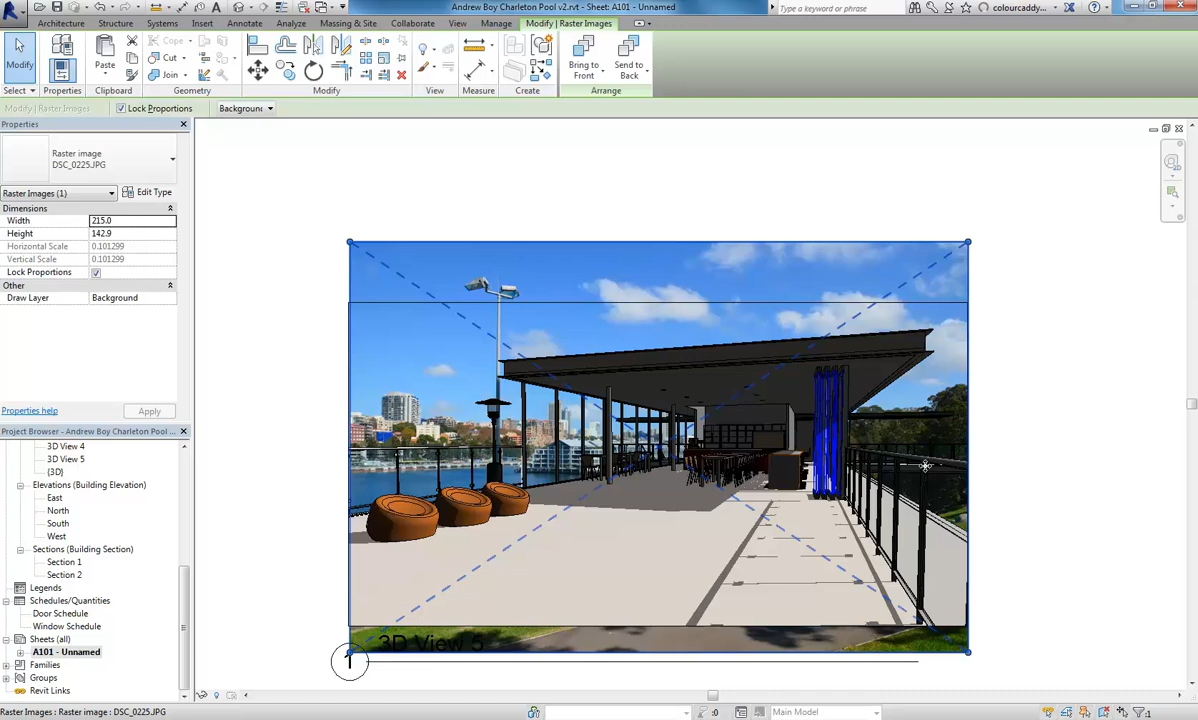 Andrew Boy Charleton Pool v2.rvt - Sheet: A101 - Unnamed
Type a keyword or phrase
colourcaddy...
Architecture
Structure
Systems
Insert
Annotate
Analyze
Massing & Site
Collaborate
View
Manage
Modify | Raster Images
Modify
Properties
Paste
Cope
Cut
Join
Bring to
Front
Send to
Back
Select
Properties
Clipboard
Geometry
Modify
View
Measure
Create
Arrange
Modify | Raster Images
Lock Proportions
Background
Properties
Raster image
DSC_0225.JPG
Raster Images (1)
Edit Type
Dimensions
Width 215.0
Height 142.9
Horizontal Scale 0.101299
Vertical Scale 0.101299
Lock Proportions
Other
Draw Layer Background
Properties help
Apply
Project Browser - Andrew Boy Charleton Pool ...
3D View 4
3D View 5
{3D}
Elevations (Building Elevation)
East
North
South
West
Sections (Building Section)
Section 1
Section 2
Legends
Schedules/Quantities
Door Schedule
Window Schedule
Sheets (all)
A101 - Unnamed
Families
Groups
Revit Links
3D View 5
1
Raster Images : Raster image : DSC_0225.JPG
:0
Main Model
:1